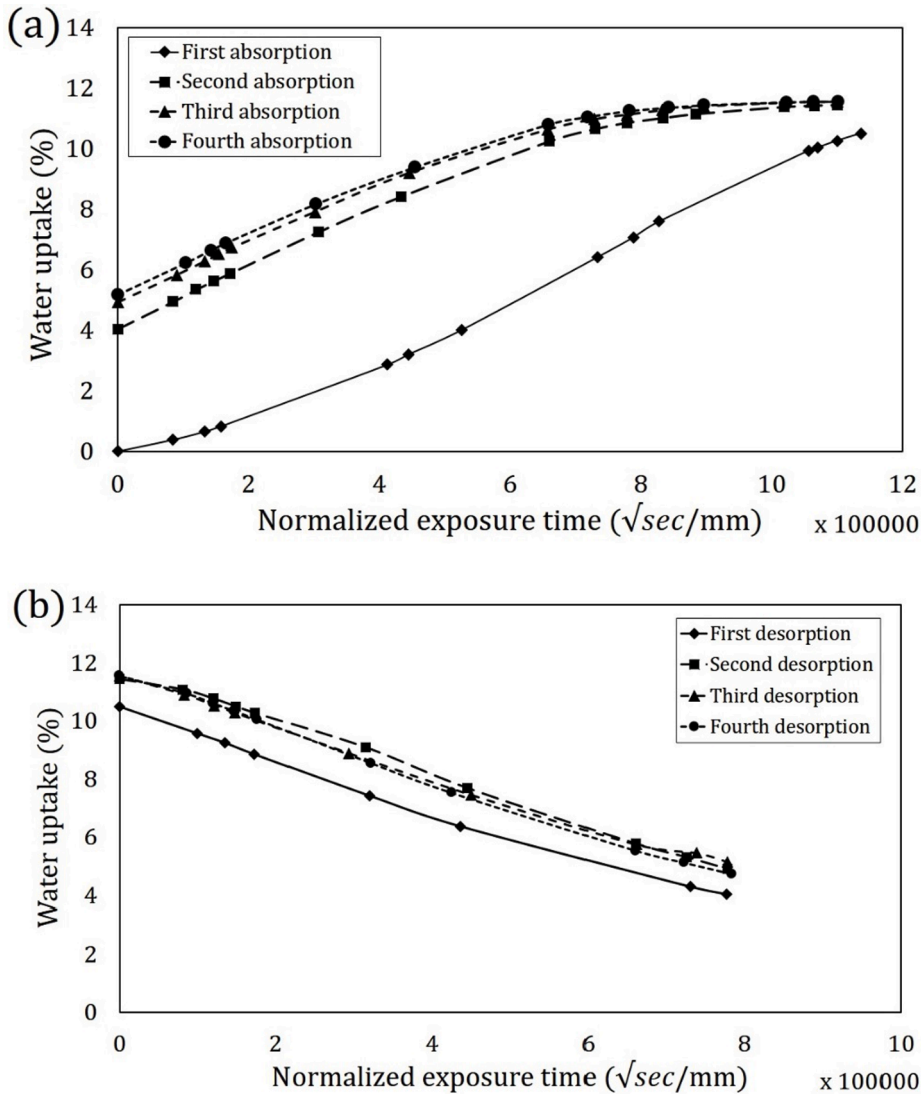 (a)
14
12
10
8
6
4
2
0
Water uptake (%)
First absorption
Second absorption
Third absorption
Fourth absorption
0 2 4 6 8 10 12
Normalized exposure time (√sec/mm) x 100000
(b)
14
12
10
8
6
4
2
0
Water uptake (%)
First desorption
Second desorption
Third desorption
Fourth desorption
0 2 4 6 8 10
Normalized exposure time (√sec/mm) x 100000